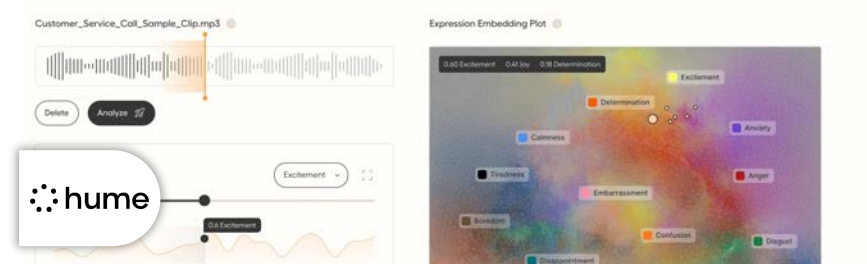 Customer_Service_Call_Sample_Clip.mp3
Delete
Analyze
Excitement
0.6 Excitement
hume
Expression Embedding Plot
0.60 Excitement 0.41 Joy 0.18 Determination
Excitement
Determination
Anxiety
Calmness
Tiredness
Anger
Embarrassment
Boredom
Confusion
Disgust
Disappointment